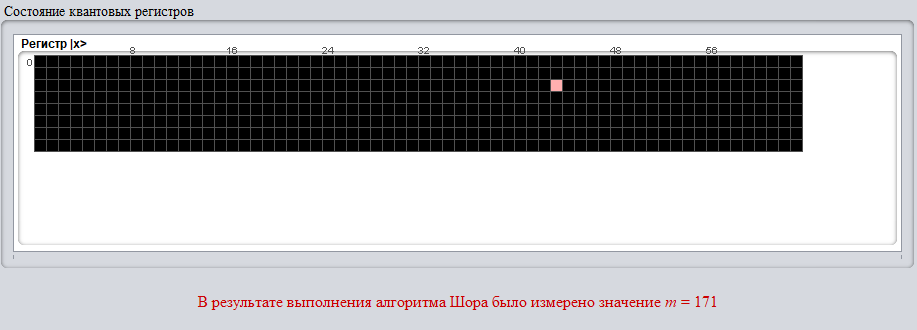 Состояние квантовых регистров
Регистр |x>
8 16 24 32 40 48 56
0
В результате выполнения алгоритма Шора было измерено значение m = 171